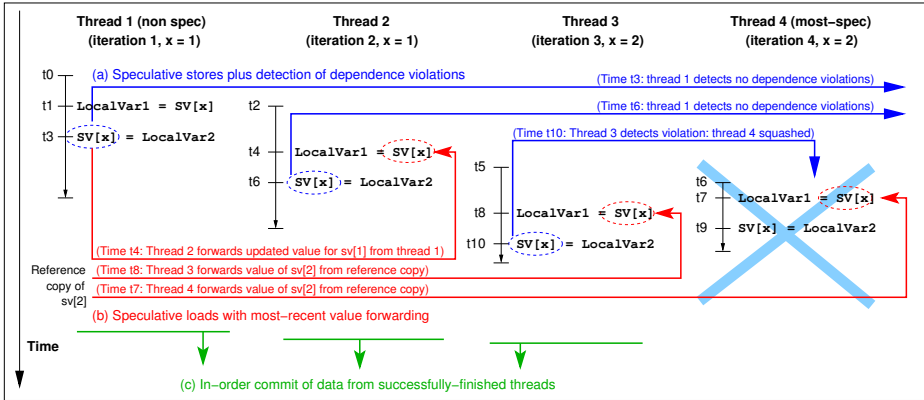 Thread 1 (non spec)
(iteration 1, x = 1)
Thread 2
(iteration 2, x = 1)
Thread 3
(iteration 3, x = 2)
Thread 4 (most−spec)
(iteration 4, x = 2)
t0
(a) Speculative stores plus detection of dependence violations
(Time t3: thread 1 detects no dependence violations)
t1
LocalVar1 = SV[x]
t3
SV[x] = LocalVar2
(Time t6: thread 1 detects no dependence violations)
t2
t4
LocalVar1 = SV[x]
t6
SV[x] = LocalVar2
(Time t10: Thread 3 detects violation: thread 4 squashed)
t5
t8
LocalVar1 = SV[x]
t10
SV[x] = LocalVar2
t6
t7
LocalVar1 = SV[x]
t9
SV[x] = LocalVar2
(Time t4: Thread 2 forwards updated value for sv[1] from thread 1)
Reference
copy of
sv[2]
(Time t8: Thread 3 forwards value of sv[2] from reference copy)
(Time t7: Thread 4 forwards value of sv[2] from reference copy)
(b) Speculative loads with most−recent value forwarding
Time
(c) In−order commit of data from successfully−finished threads